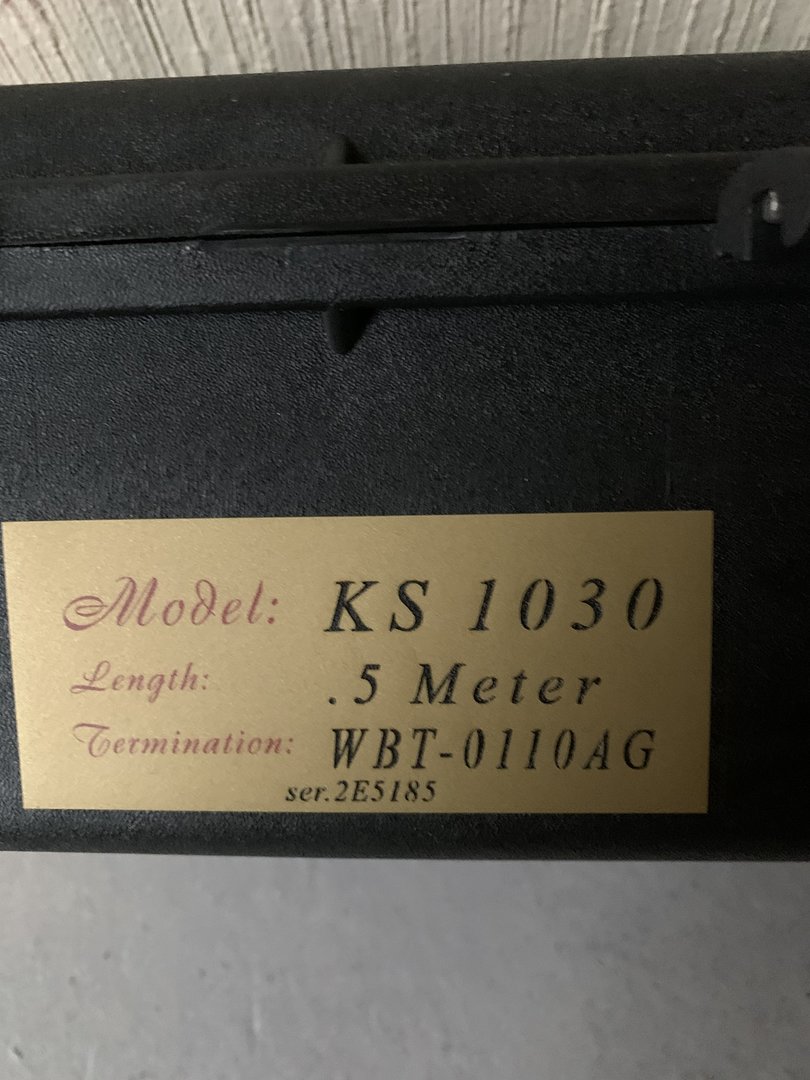 Model: KS 1030
Length: .5 Meter
Termination: WBT-0110AG
ser.2E5185